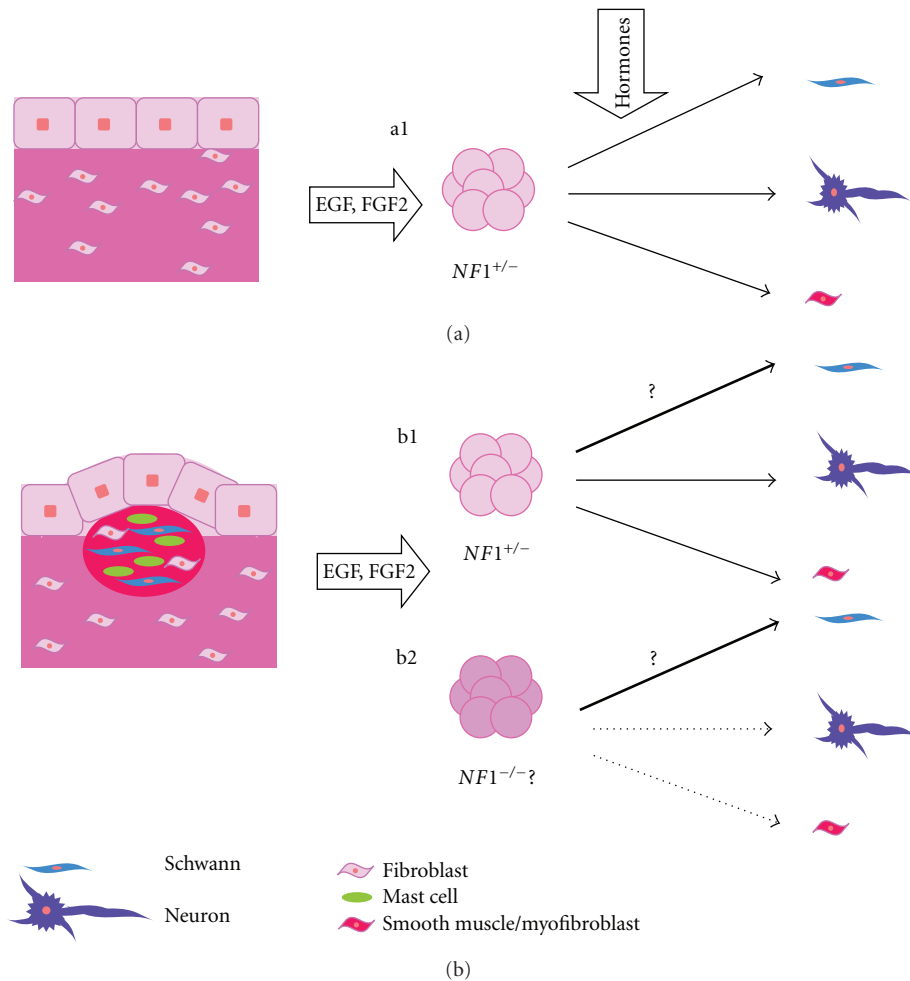 Hormones
a1
EGF, FGF2
NF1+/−
(a)
?
b1
NF1+/−
EGF, FGF2
b2
?
NF1−/−?
Schwann
Neuron
Fibroblast
Mast cell
Smooth muscle/myofibroblast
(b)